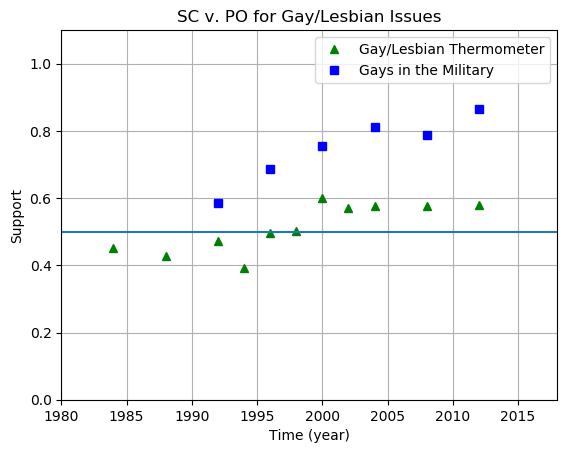 SC v. PO for Gay/Lesbian Issues
Gay/Lesbian Thermometer
Gays in the Military
1.0
0.8
0.6
0.4
0.2
0.0
Support
1980 1985 1990 1995 2000 2005 2010 2015
Time (year)